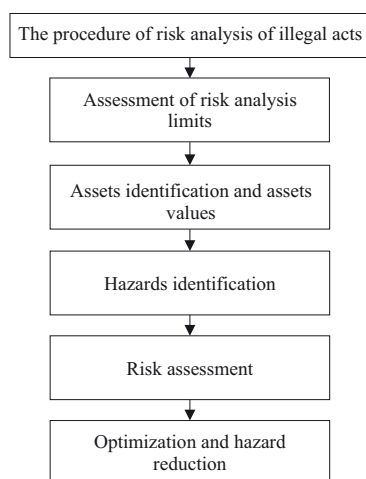 The procedure of risk analysis of illegal acts
Assessment of risk analysis
limits
Assets identification and assets
values
Hazards identification
Risk assessment
Optimization and hazard
reduction